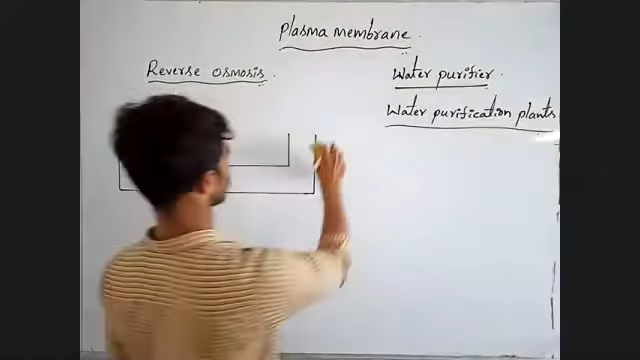 Plasma membrane.
Reverse osmosis.
Water purifier.
Water purification plants